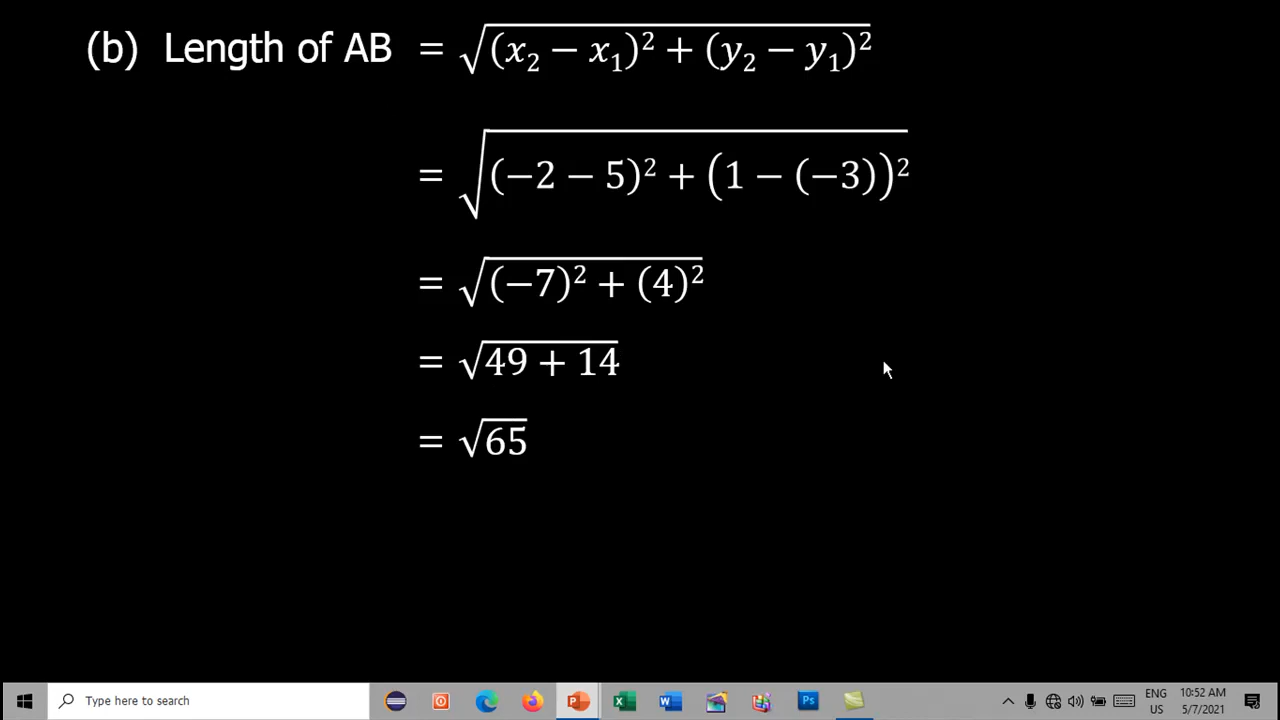 (b) Length of AB = √((x₂ − x₁)² + (y₂ − y₁)²)
= √((−2 − 5)² + (1 − (−3))²)
= √((−7)² + (4)²)
= √(49 + 14)
= √65
Type here to search
ENG
US
10:52 AM
5/7/2021